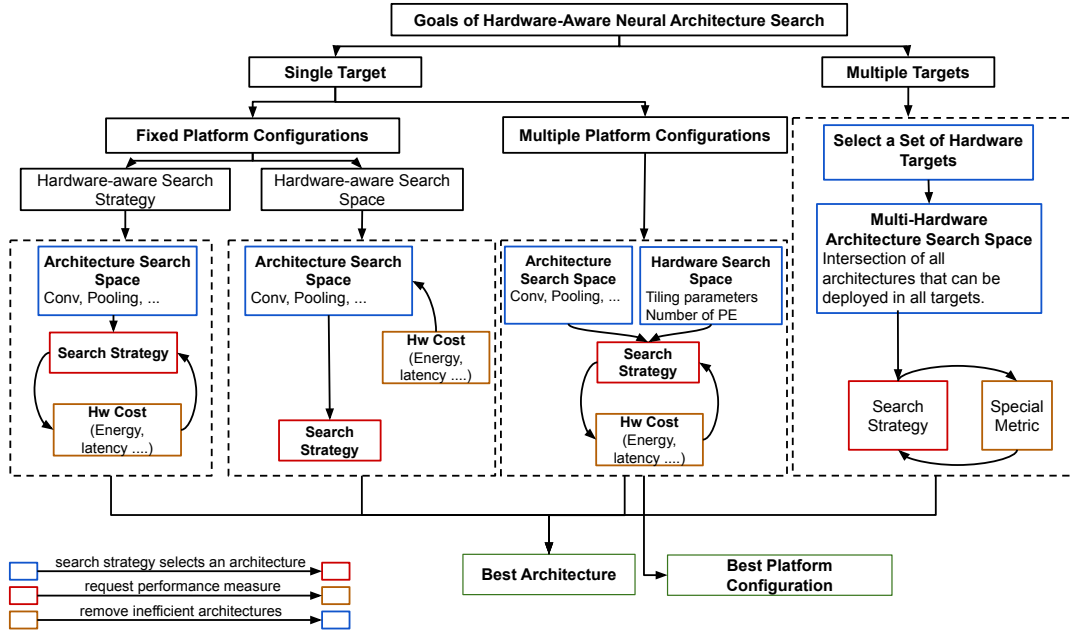 Goals of Hardware-Aware Neural Architecture Search
Single Target
Multiple Targets
Fixed Platform Configurations
Multiple Platform Configurations
Hardware-aware Search
Strategy
Hardware-aware Search
Space
Architecture Search
Space
Conv, Pooling, ...
Search Strategy
Hw Cost
(Energy,
latency ....)
Architecture Search
Space
Conv, Pooling, ...
Hw Cost
(Energy,
latency ....)
Search
Strategy
Architecture
Search Space
Conv, Pooling, ...
Hardware Search
Space
Tiling parameters
Number of PE
Search
Strategy
Hw Cost
(Energy,
latency ....)
Select a Set of Hardware
Targets
Multi-Hardware
Architecture Search Space
Intersection of all
architectures that can be
deployed in all targets.
Search
Strategy
Special
Metric
Best Architecture
Best Platform
Configuration
search strategy selects an architecture
request performance measure
remove inefficient architectures